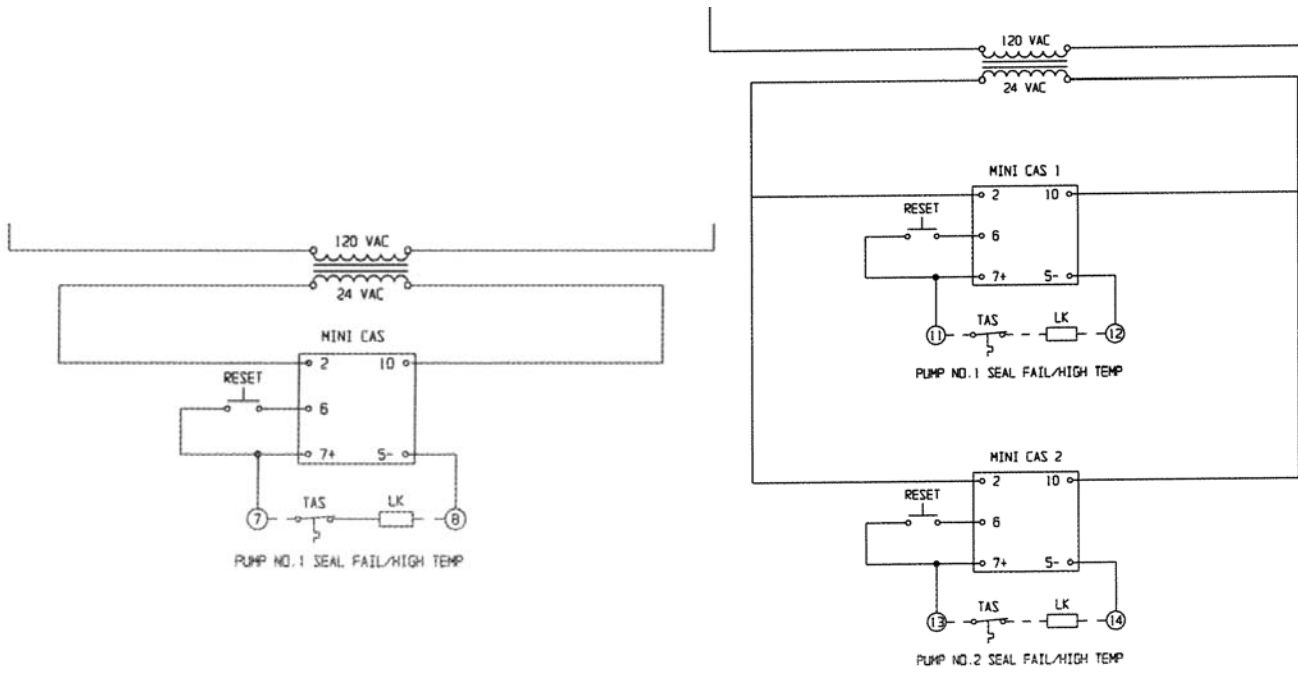 120 VAC
24 VAC
MINI CAS
2 10
RESET
6
7+ 5-
TAS LK
7 8
PUMP NO.1 SEAL FAIL/HIGH TEMP
120 VAC
24 VAC
MINI CAS 1
2 10
RESET
6
7+ 5-
TAS LK
11 12
PUMP NO.1 SEAL FAIL/HIGH TEMP
MINI CAS 2
2 10
RESET
6
7+ 5-
TAS LK
13 14
PUMP NO.2 SEAL FAIL/HIGH TEMP